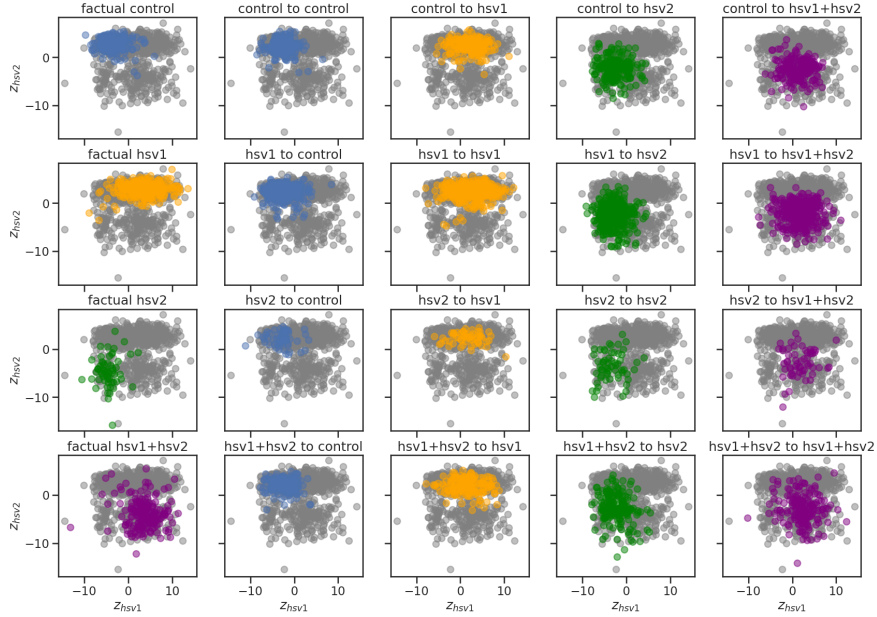 factual control control to control control to hsv1 control to hsv2 control to hsv1+hsv2
z_hsv2
0
−10
factual hsv1 hsv1 to control hsv1 to hsv1 hsv1 to hsv2 hsv1 to hsv1+hsv2
z_hsv2
0
−10
factual hsv2 hsv2 to control hsv2 to hsv1 hsv2 to hsv2 hsv2 to hsv1+hsv2
z_hsv2
0
−10
factual hsv1+hsv2 hsv1+hsv2 to control hsv1+hsv2 to hsv1 hsv1+hsv2 to hsv2 hsv1+hsv2 to hsv1+hsv2
z_hsv2
0
−10
−10 0 10 −10 0 10 −10 0 10 −10 0 10 −10 0 10
z_hsv1 z_hsv1 z_hsv1 z_hsv1 z_hsv1